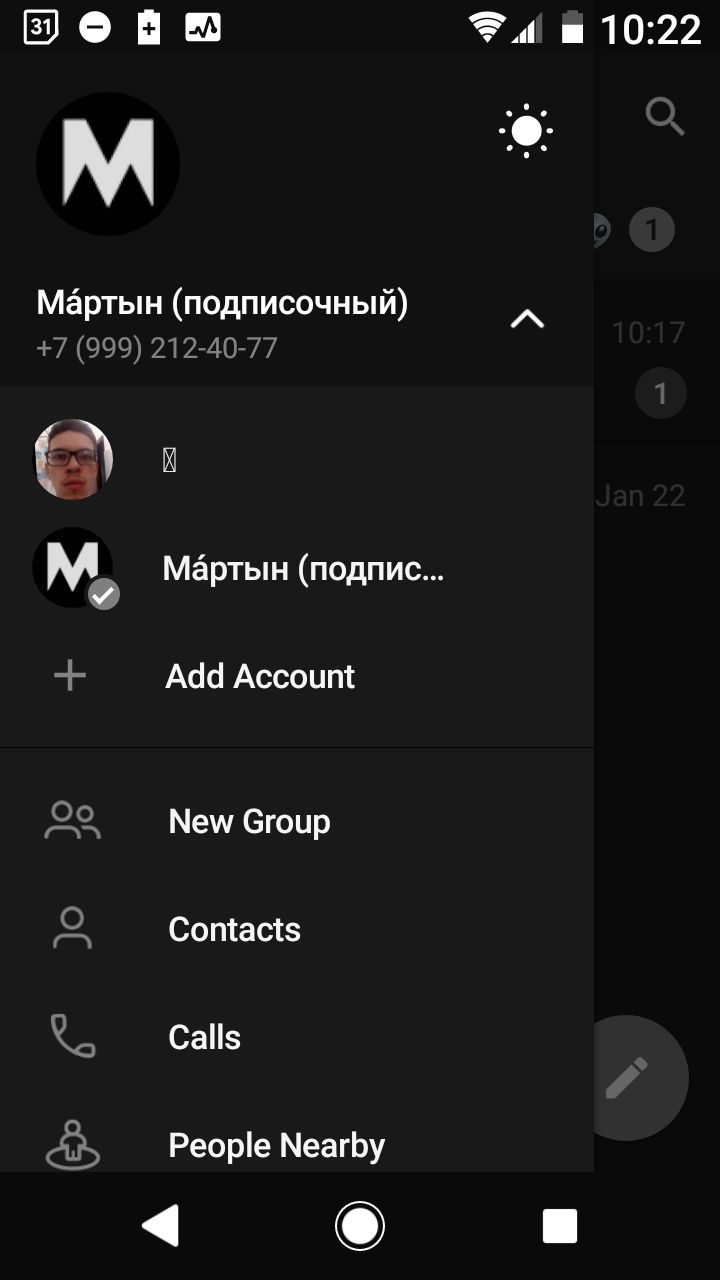 31
10:22
M
Ма́ртын (подписочный)
+7 (999) 212-40-77
1
10:17
1
Jan 22
M
Ма́ртын (подпис...
Add Account
New Group
Contacts
Calls
People Nearby